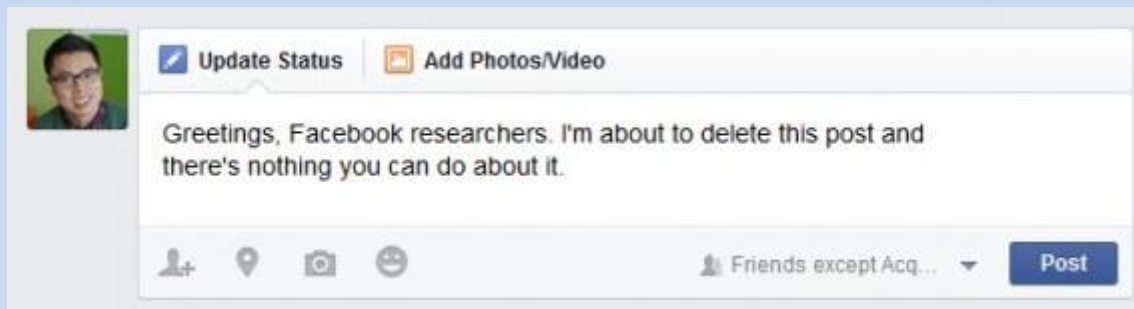 Update Status Add Photos/Video
Greetings, Facebook researchers. I'm about to delete this post and
there's nothing you can do about it.
Friends except Acq... Post